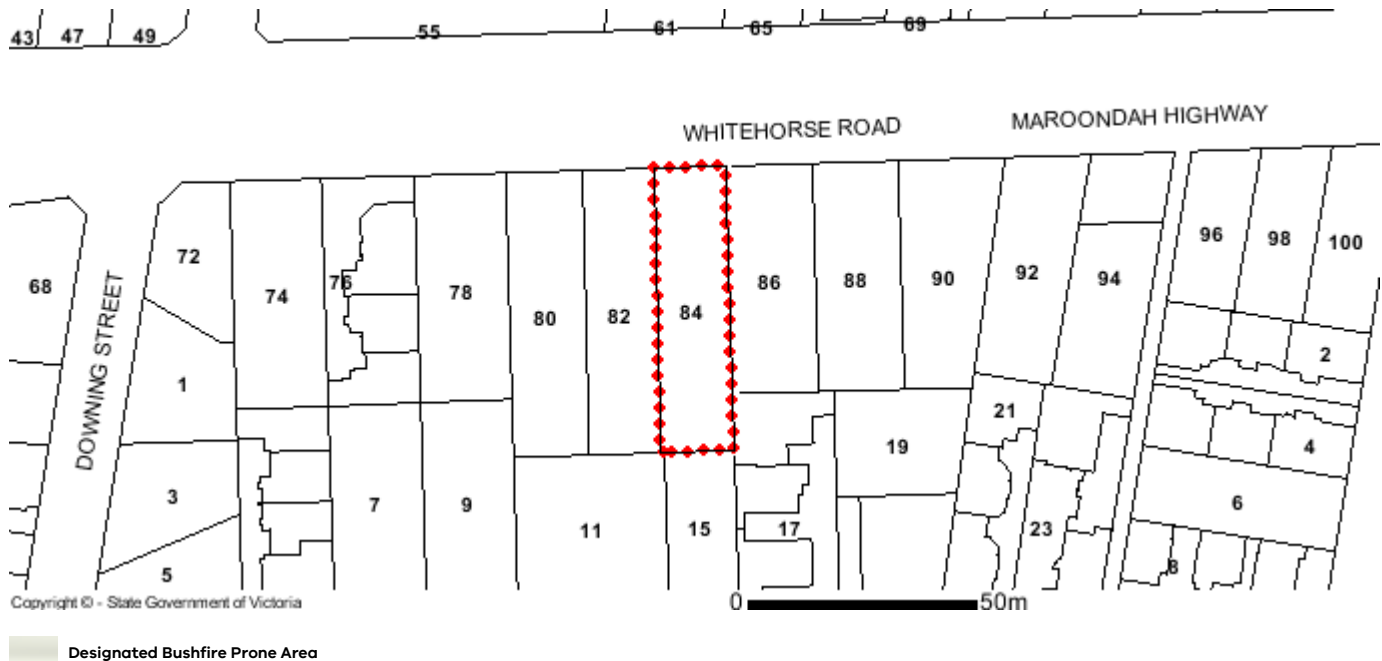 43 47 49 55 61 65 69
WHITEHORSE ROAD MAROONDAH HIGHWAY
68 72 74 76 78 80 82 84 86 88 90 92 94 96 98 100
DOWNING STREET
1 2
3 7 9 11 15 17 19 21 23 4
5 6
8
Copyright © - State Government of Victoria
0 50m
Designated Bushfire Prone Area